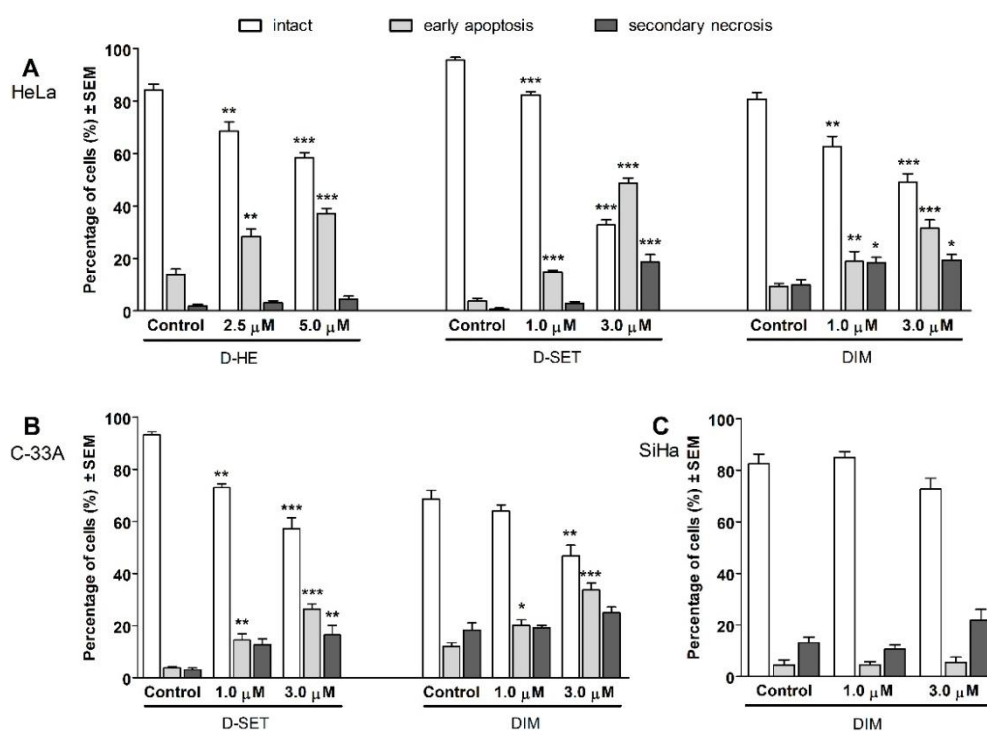 intact early apoptosis secondary necrosis
A
HeLa
Percentage of cells (%) ± SEM
100
80
60
40
20
0
** *** ** ***
Control 2.5 μM 5.0 μM
D-HE
*** *** *** *** ***
Control 1.0 μM 3.0 μM
D-SET
** *** ** * *** *
Control 1.0 μM 3.0 μM
DIM
B
C-33A
Percentage of cells (%) ± SEM
100
80
60
40
20
0
** *** ** *** **
Control 1.0 μM 3.0 μM
D-SET
* ** ***
Control 1.0 μM 3.0 μM
DIM
C
SiHa
Percentage of cells (%) ± SEM
100
80
60
40
20
0
Control 1.0 μM 3.0 μM
DIM